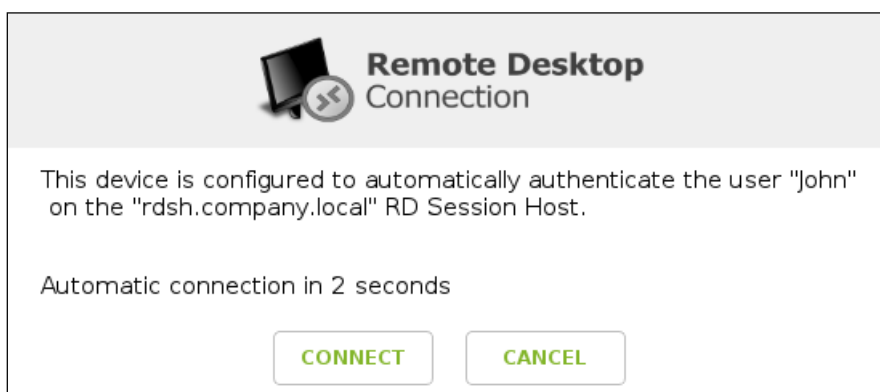 Remote Desktop
Connection
This device is configured to automatically authenticate the user "John"
on the "rdsh.company.local" RD Session Host.
Automatic connection in 2 seconds
CONNECT CANCEL